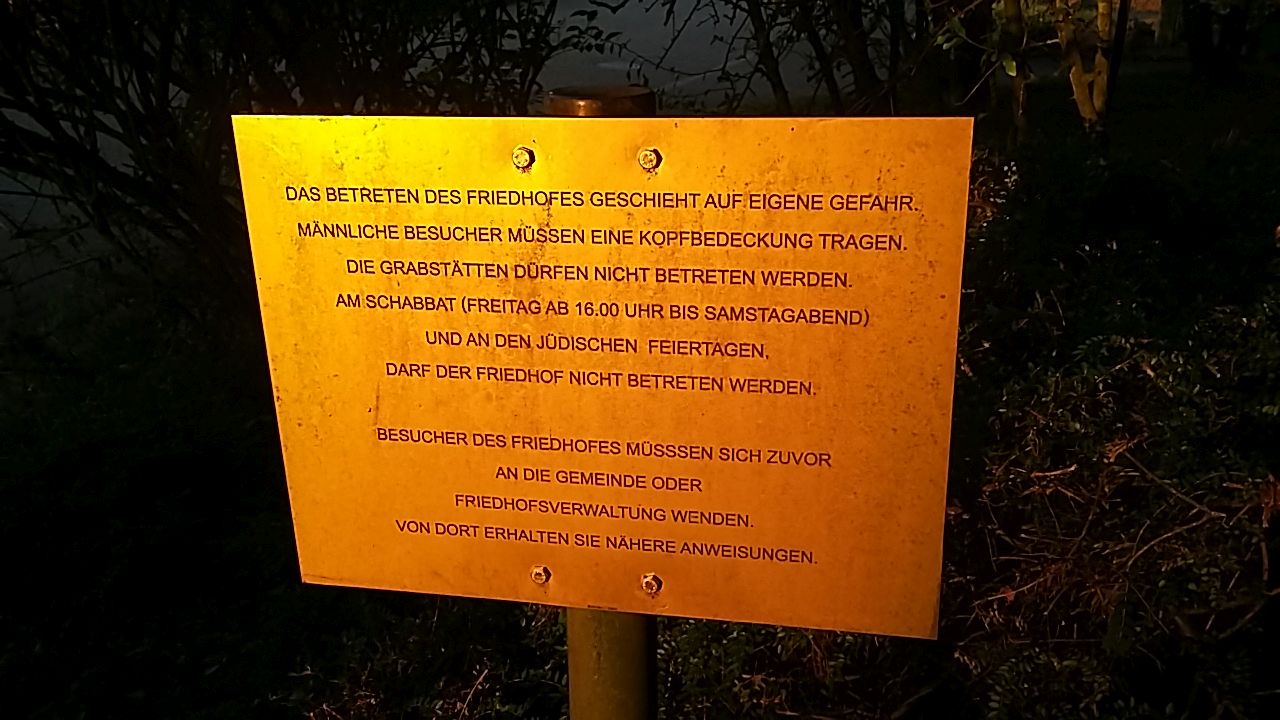 DAS BETRETEN DES FRIEDHOFES GESCHIEHT AUF EIGENE GEFAHR.
MÄNNLICHE BESUCHER MÜSSEN EINE KOPFBEDECKUNG TRAGEN.
DIE GRABSTÄTTEN DÜRFEN NICHT BETRETEN WERDEN.
AM SCHABBAT (FREITAG AB 16.00 UHR BIS SAMSTAGABEND)
UND AN DEN JÜDISCHEN FEIERTAGEN,
DARF DER FRIEDHOF NICHT BETRETEN WERDEN.
BESUCHER DES FRIEDHOFES MÜSSSEN SICH ZUVOR
AN DIE GEMEINDE ODER
FRIEDHOFSVERWALTUNG WENDEN.
VON DORT ERHALTEN SIE NÄHERE ANWEISUNGEN.